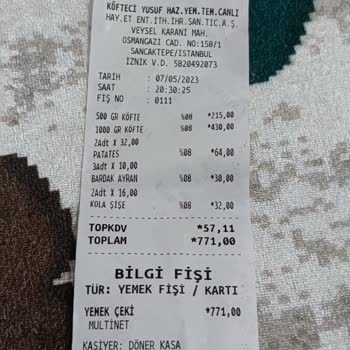 KÖFTECİ YUSUF HAZ.YEM.TEM.CANLI
HAY.ET ENT.İTH.İHR.SAN.TİC.A.Ş.
VEYSEL KARANI MAH.
OSMANGAZI CAD. NO:158/1
SANCAKTEPE/İSTANBUL
İZNIK V.D. 5820492073
TARİH : 07/05/2023
SAAT : 20:30:25
FİŞ NO : 0111
500 GR KÖFTE %08 *215,00
1000 GR KÖFTE %08 *430,00
2Adt X 32,00
PATATES %08 *64,00
3Adt X 10,00
BARDAK AYRAN %08 *30,00
2Adt X 16,00
KOLA ŞİŞE %08 *32,00
TOPKDV *57,11
TOPLAM *771,00
BİLGİ FİŞİ
TÜR: YEMEK FİŞİ / KARTI
YEMEK ÇEKİ *771,00
MULTINET
KASİYER: DÖNER KASA